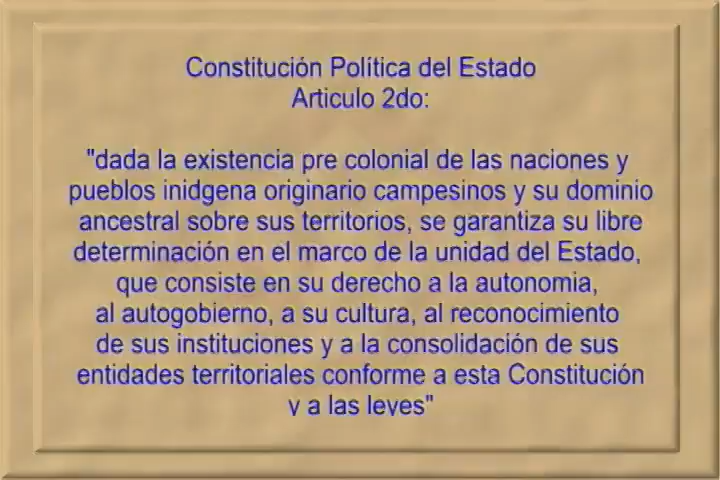 Constitución Política del Estado
Articulo 2do:
"dada la existencia pre colonial de las naciones y
pueblos inidgena originario campesinos y su dominio
ancestral sobre sus territorios, se garantiza su libre
determinación en el marco de la unidad del Estado,
que consiste en su derecho a la autonomia,
al autogobierno, a su cultura, al reconocimiento
de sus instituciones y a la consolidación de sus
entidades territoriales conforme a esta Constitución
y a las leyes"